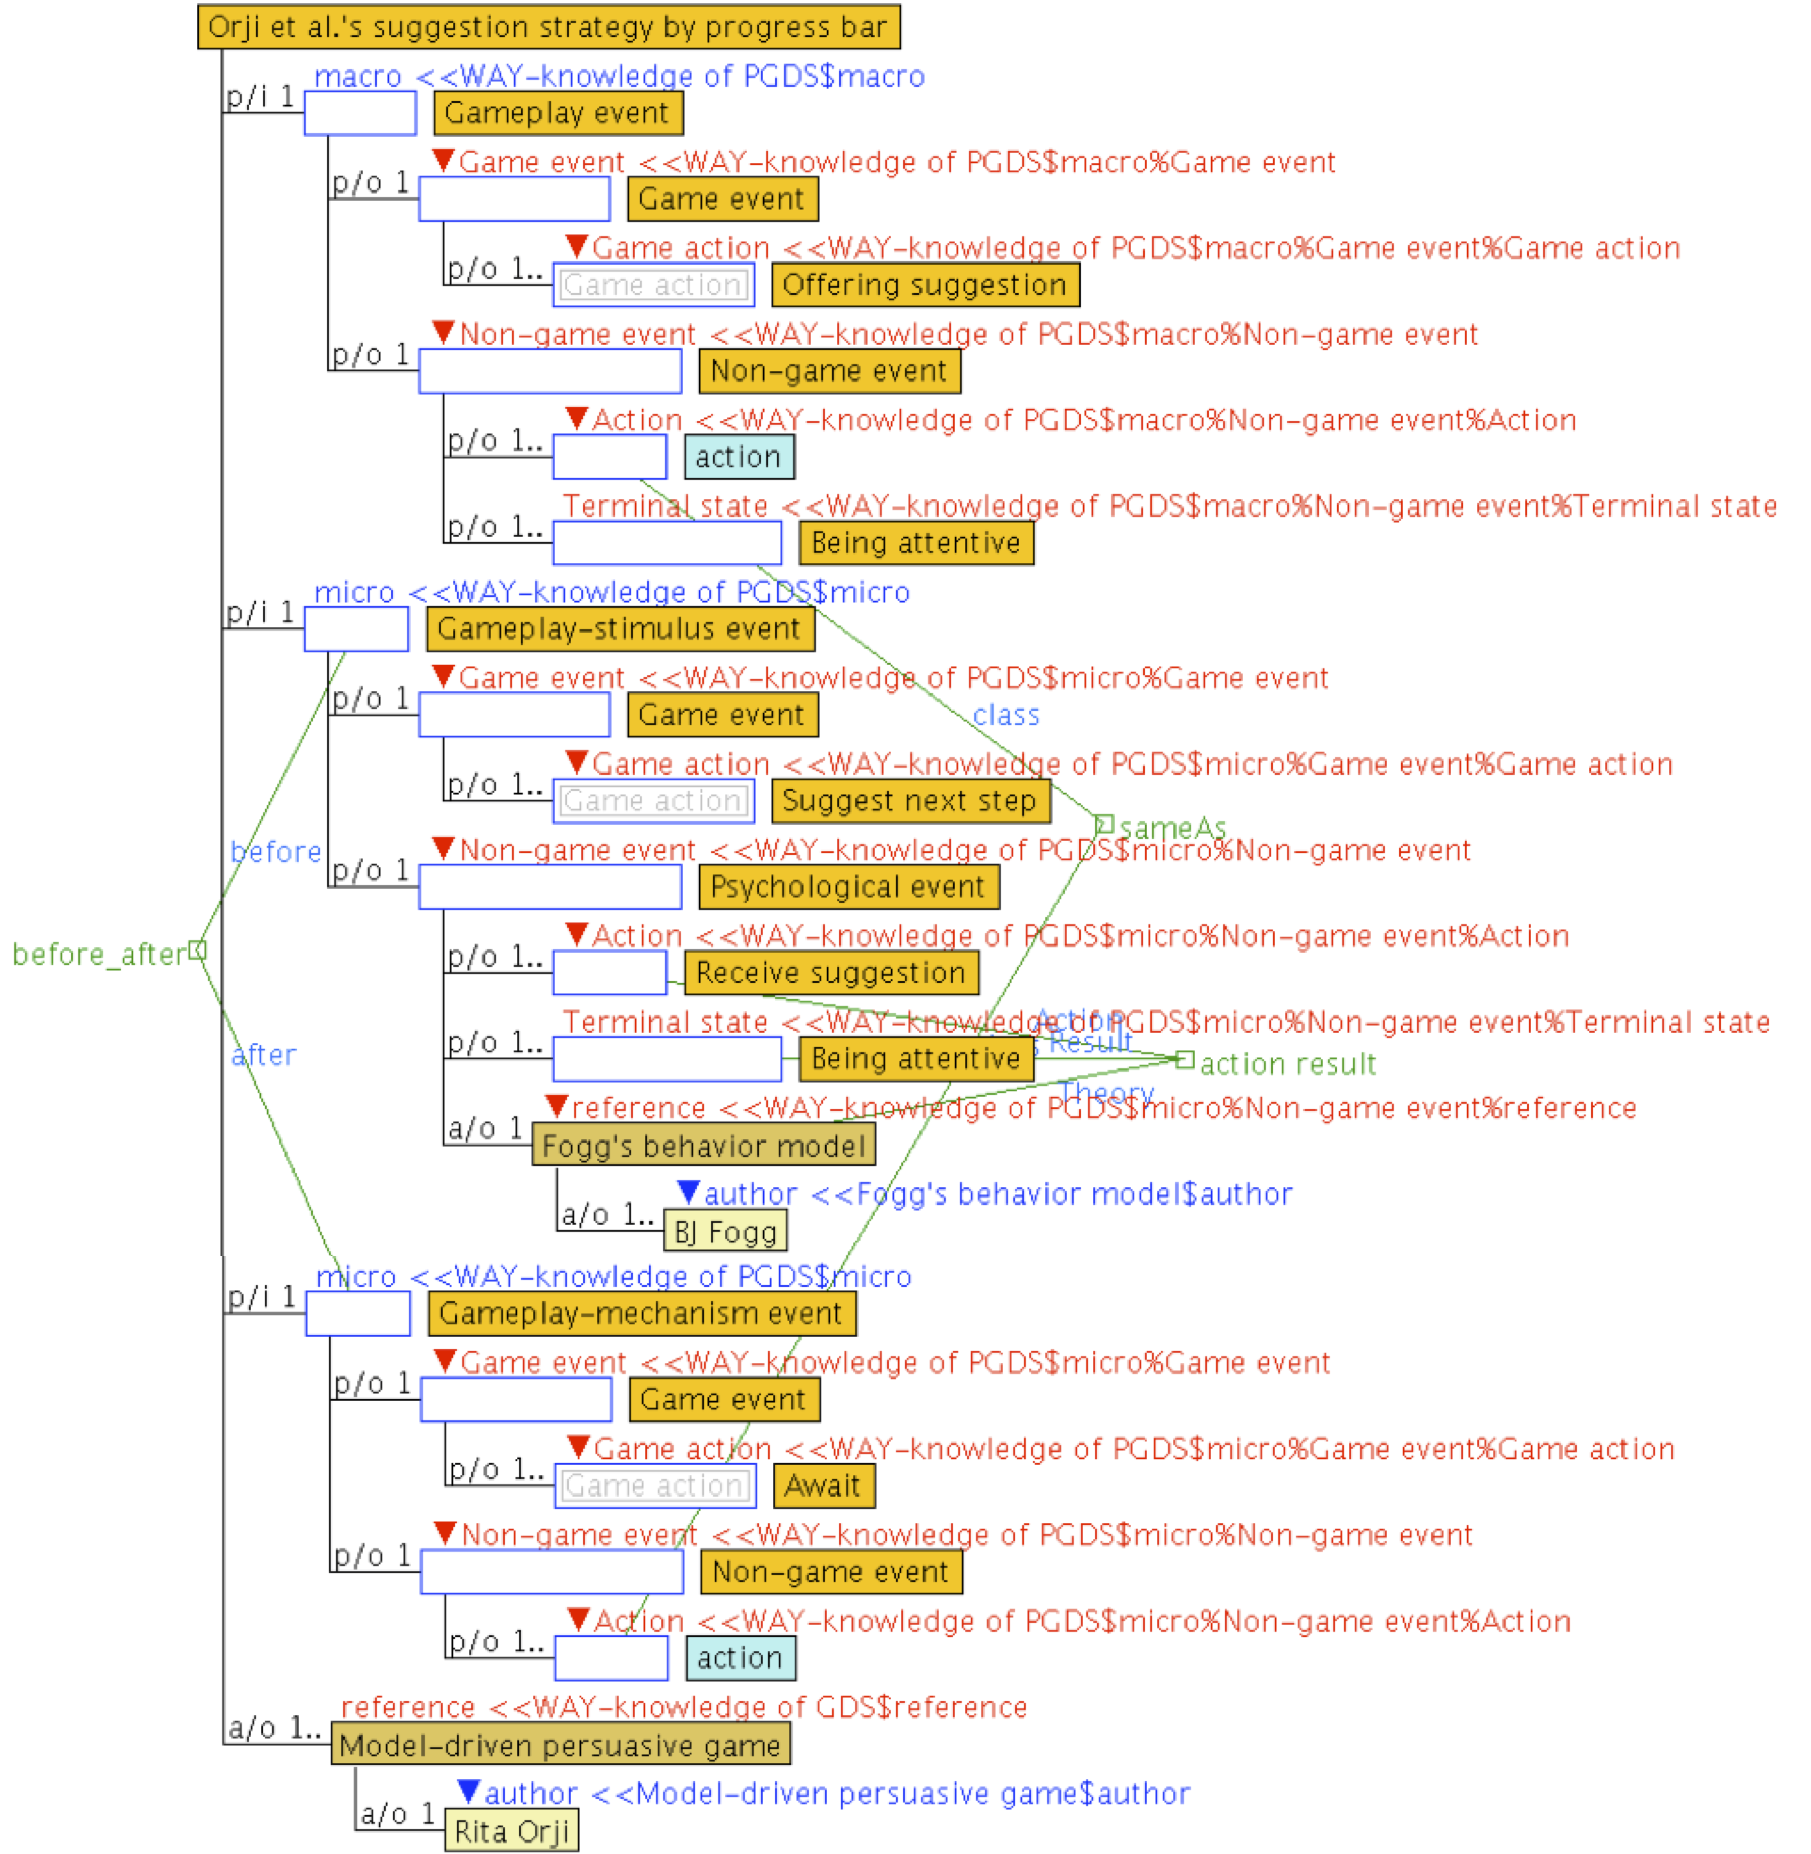 Orji et al.'s suggestion strategy by progress bar
macro <<WAY-knowledge of PGDS$macro
p/i 1 Gameplay event
Game event <<WAY-knowledge of PGDS$macro%Game event
p/o 1 Game event
Game action <<WAY-knowledge of PGDS$macro%Game event%Game action
p/o 1.. Game action Offering suggestion
Non-game event <<WAY-knowledge of PGDS$macro%Non-game event
p/o 1 Non-game event
Action <<WAY-knowledge of PGDS$macro%Non-game event%Action
p/o 1.. action
Terminal state <<WAY-knowledge of PGDS$macro%Non-game event%Terminal state
p/o 1.. Being attentive
micro <<WAY-knowledge of PGDS$micro
p/i 1 Gameplay-stimulus event
Game event <<WAY-knowledge of PGDS$micro%Game event
p/o 1 Game event
class
Game action <<WAY-knowledge of PGDS$micro%Game event%Game action
p/o 1.. Game action Suggest next step
sameAs
before
Non-game event <<WAY-knowledge of PGDS$micro%Non-game event
p/o 1 Psychological event
Action <<WAY-knowledge of PGDS$micro%Non-game event%Action
before_after
p/o 1.. Receive suggestion
Terminal state <<WAY-knowledge of PGDS$micro%Non-game event%Terminal state
Action
after
p/o 1.. Being attentive
Result
action result
Theory
reference <<WAY-knowledge of PGDS$micro%Non-game event%reference
a/o 1 Fogg's behavior model
author <<Fogg's behavior model$author
a/o 1.. BJ Fogg
micro <<WAY-knowledge of PGDS$micro
p/i 1 Gameplay-mechanism event
Game event <<WAY-knowledge of PGDS$micro%Game event
p/o 1 Game event
Game action <<WAY-knowledge of PGDS$micro%Game event%Game action
p/o 1.. Game action Await
Non-game event <<WAY-knowledge of PGDS$micro%Non-game event
p/o 1 Non-game event
Action <<WAY-knowledge of PGDS$micro%Non-game event%Action
p/o 1.. action
reference <<WAY-knowledge of GDS$reference
a/o 1.. Model-driven persuasive game
author <<Model-driven persuasive game$author
a/o 1 Rita Orji